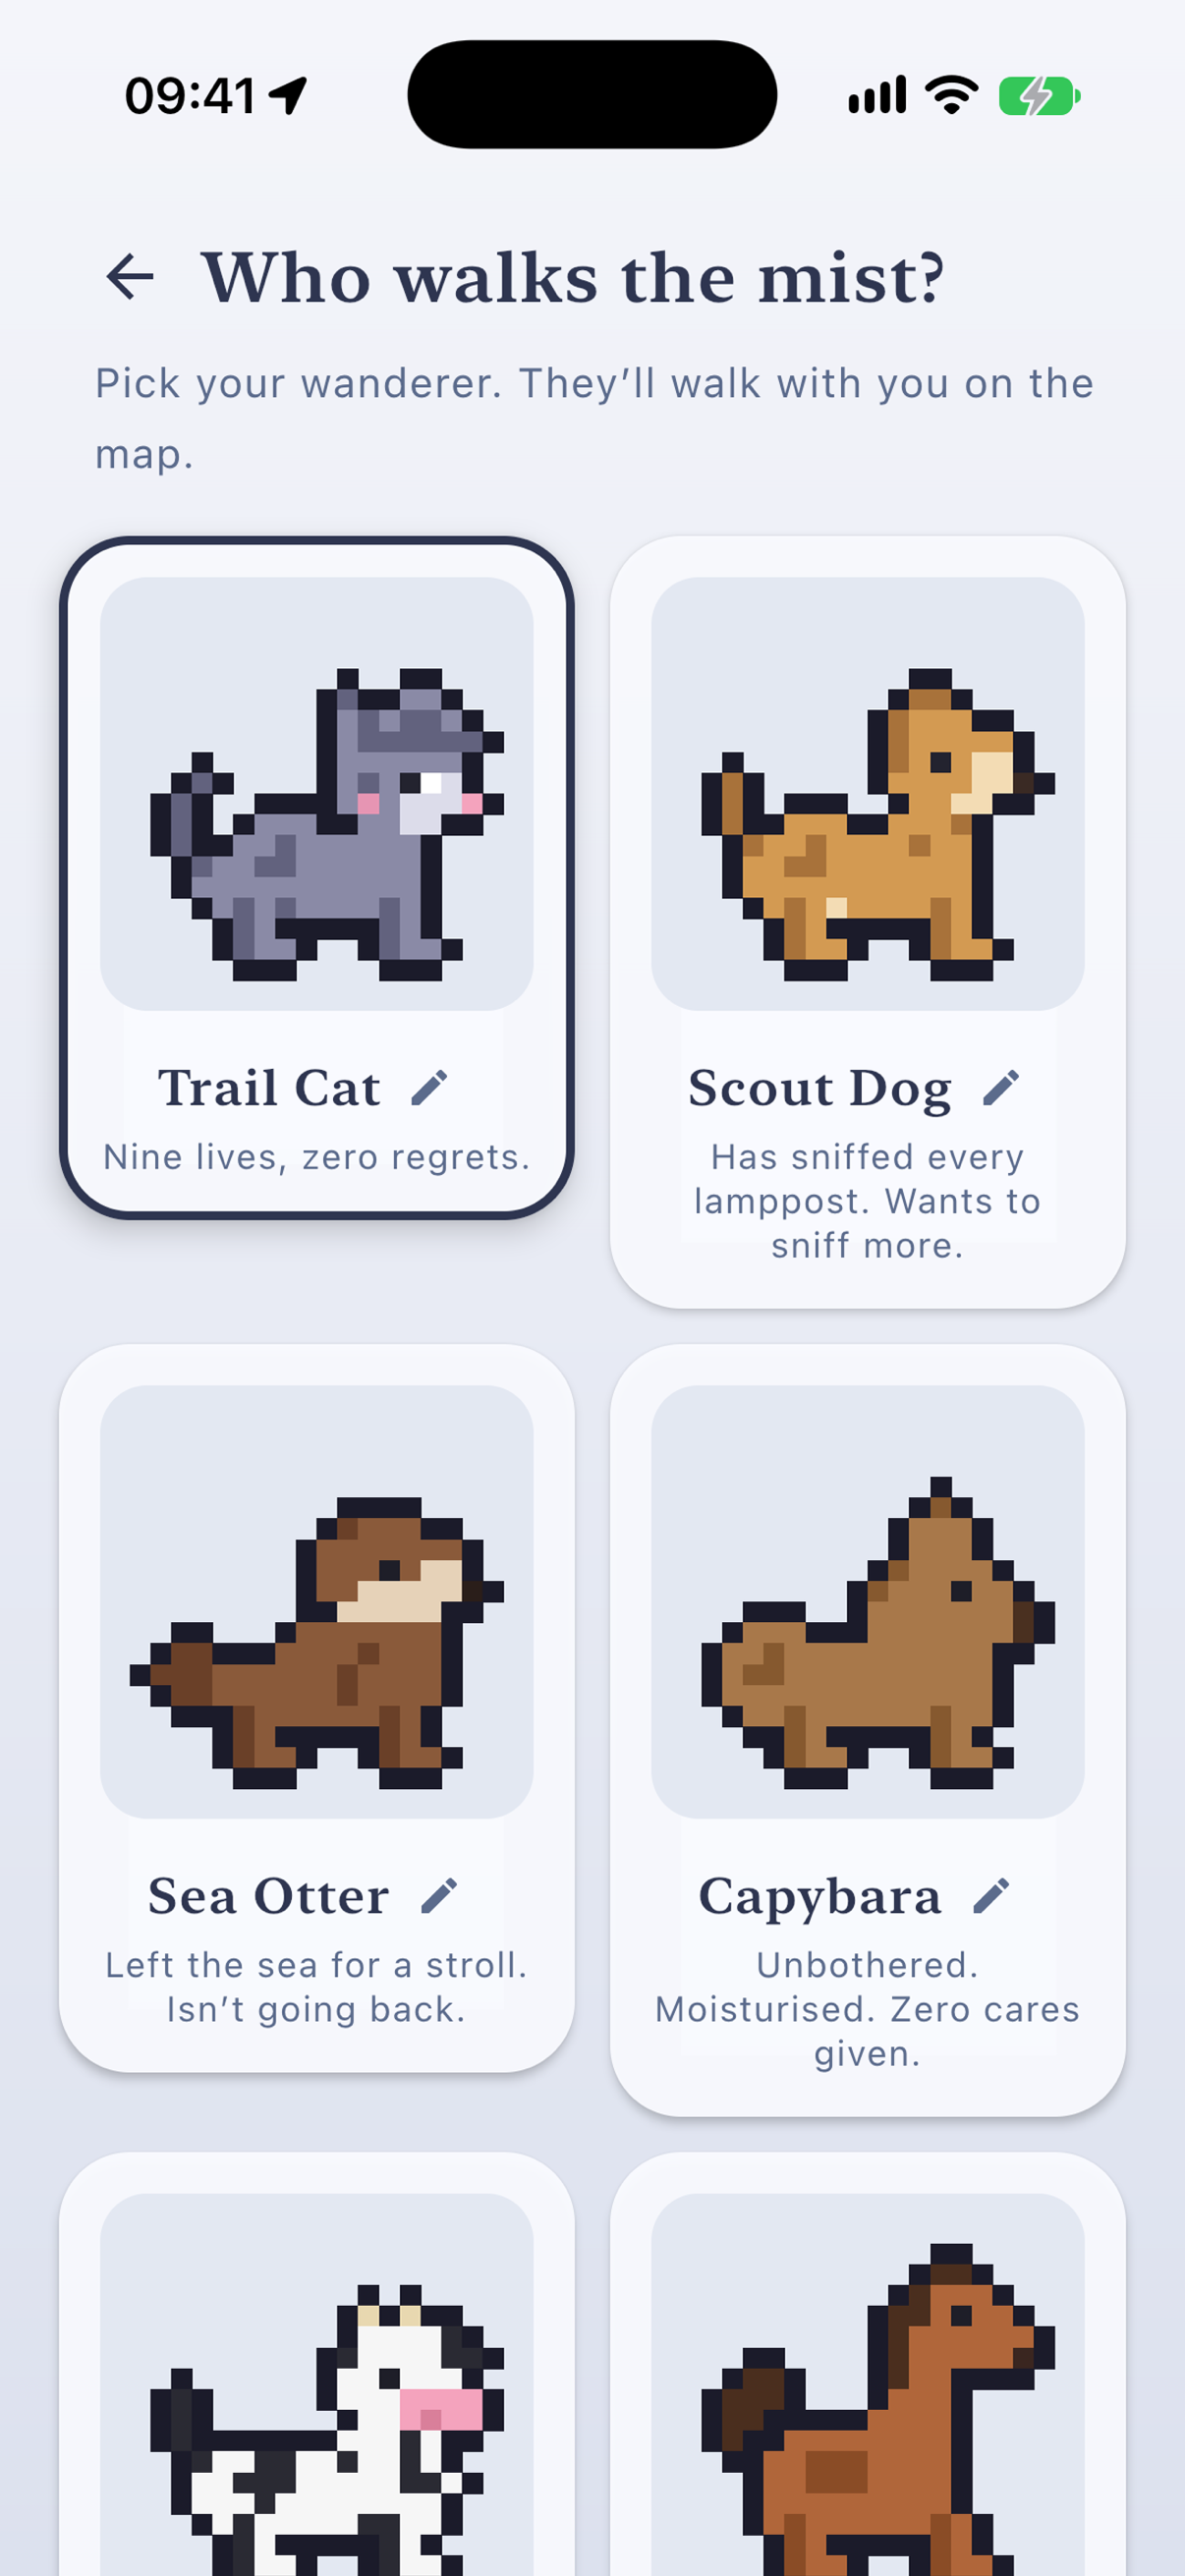 09:41
Who walks the mist?
Pick your wanderer. They’ll walk with you on the
map.
Trail Cat
Nine lives, zero regrets.
Scout Dog
Has sniffed every
lamppost. Wants to
sniff more.
Sea Otter
Left the sea for a stroll.
Isn’t going back.
Capybara
Unbothered.
Moisturised. Zero cares
given.